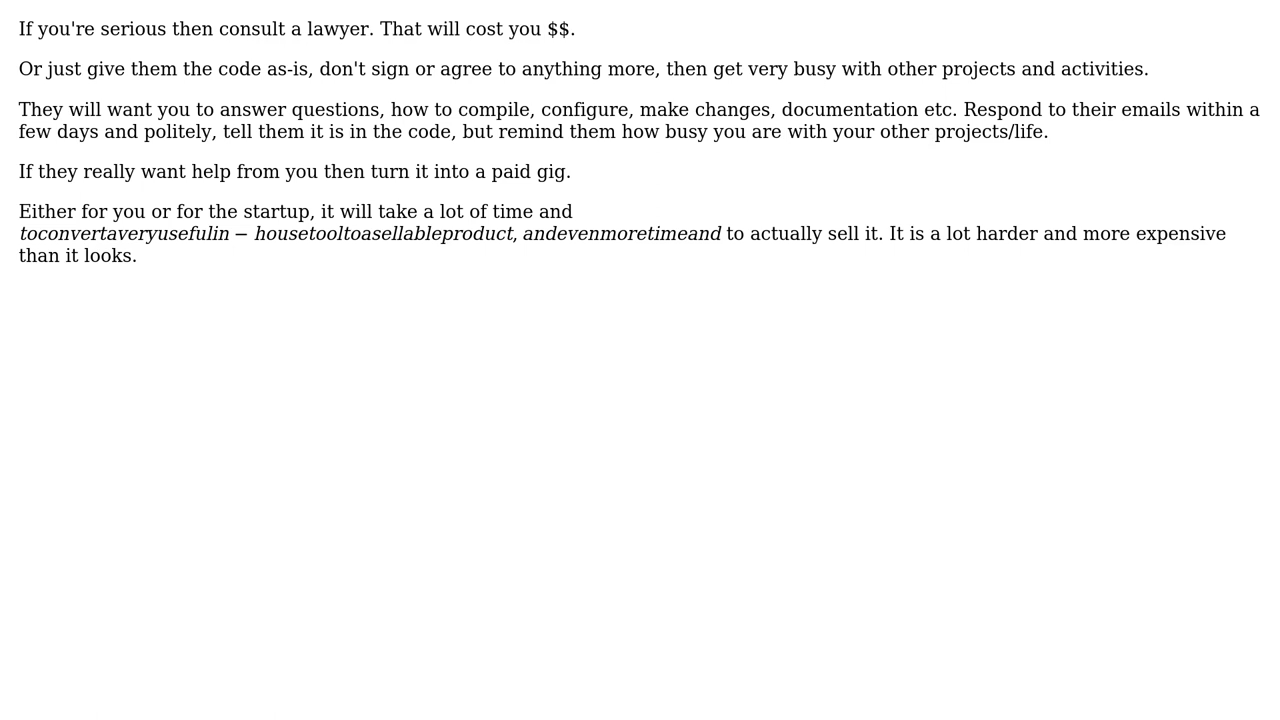 If you're serious then consult a lawyer. That will cost you $$.
Or just give them the code as-is, don't sign or agree to anything more, then get very busy with other projects and activities.
They will want you to answer questions, how to compile, configure, make changes, documentation etc. Respond to their emails within a
few days and politely, tell them it is in the code, but remind them how busy you are with your other projects/life.
If they really want help from you then turn it into a paid gig.
Either for you or for the startup, it will take a lot of time and
toconvertaveryusefulin − housetooltoasellableproduct, andevenmoretimeand to actually sell it. It is a lot harder and more expensive
than it looks.